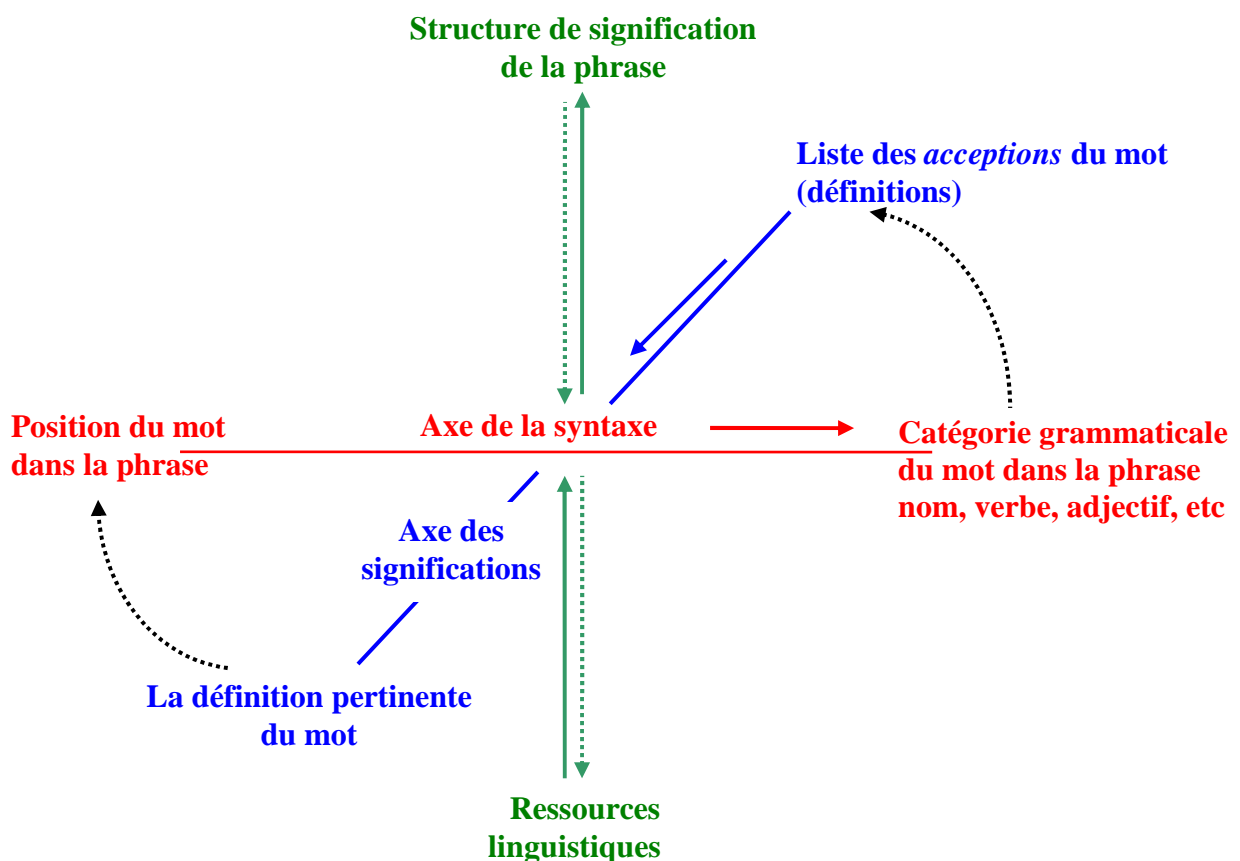 Structure de signification
de la phrase
Liste des acceptions du mot
(définitions)
Position du mot
dans la phrase
Axe de la syntaxe
Catégorie grammaticale
du mot dans la phrase
nom, verbe, adjectif, etc
Axe des
significations
La définition pertinente
du mot
Ressources
linguistiques